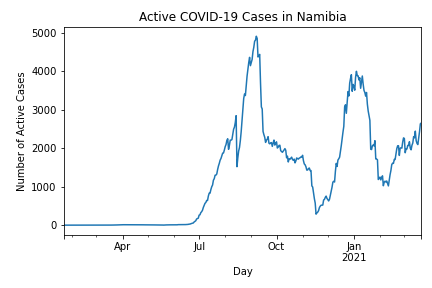 Active COVID-19 Cases in Namibia
Number of Active Cases
5000
4000
3000
2000
1000
0
Apr
Jul
Oct
Jan
2021
Day